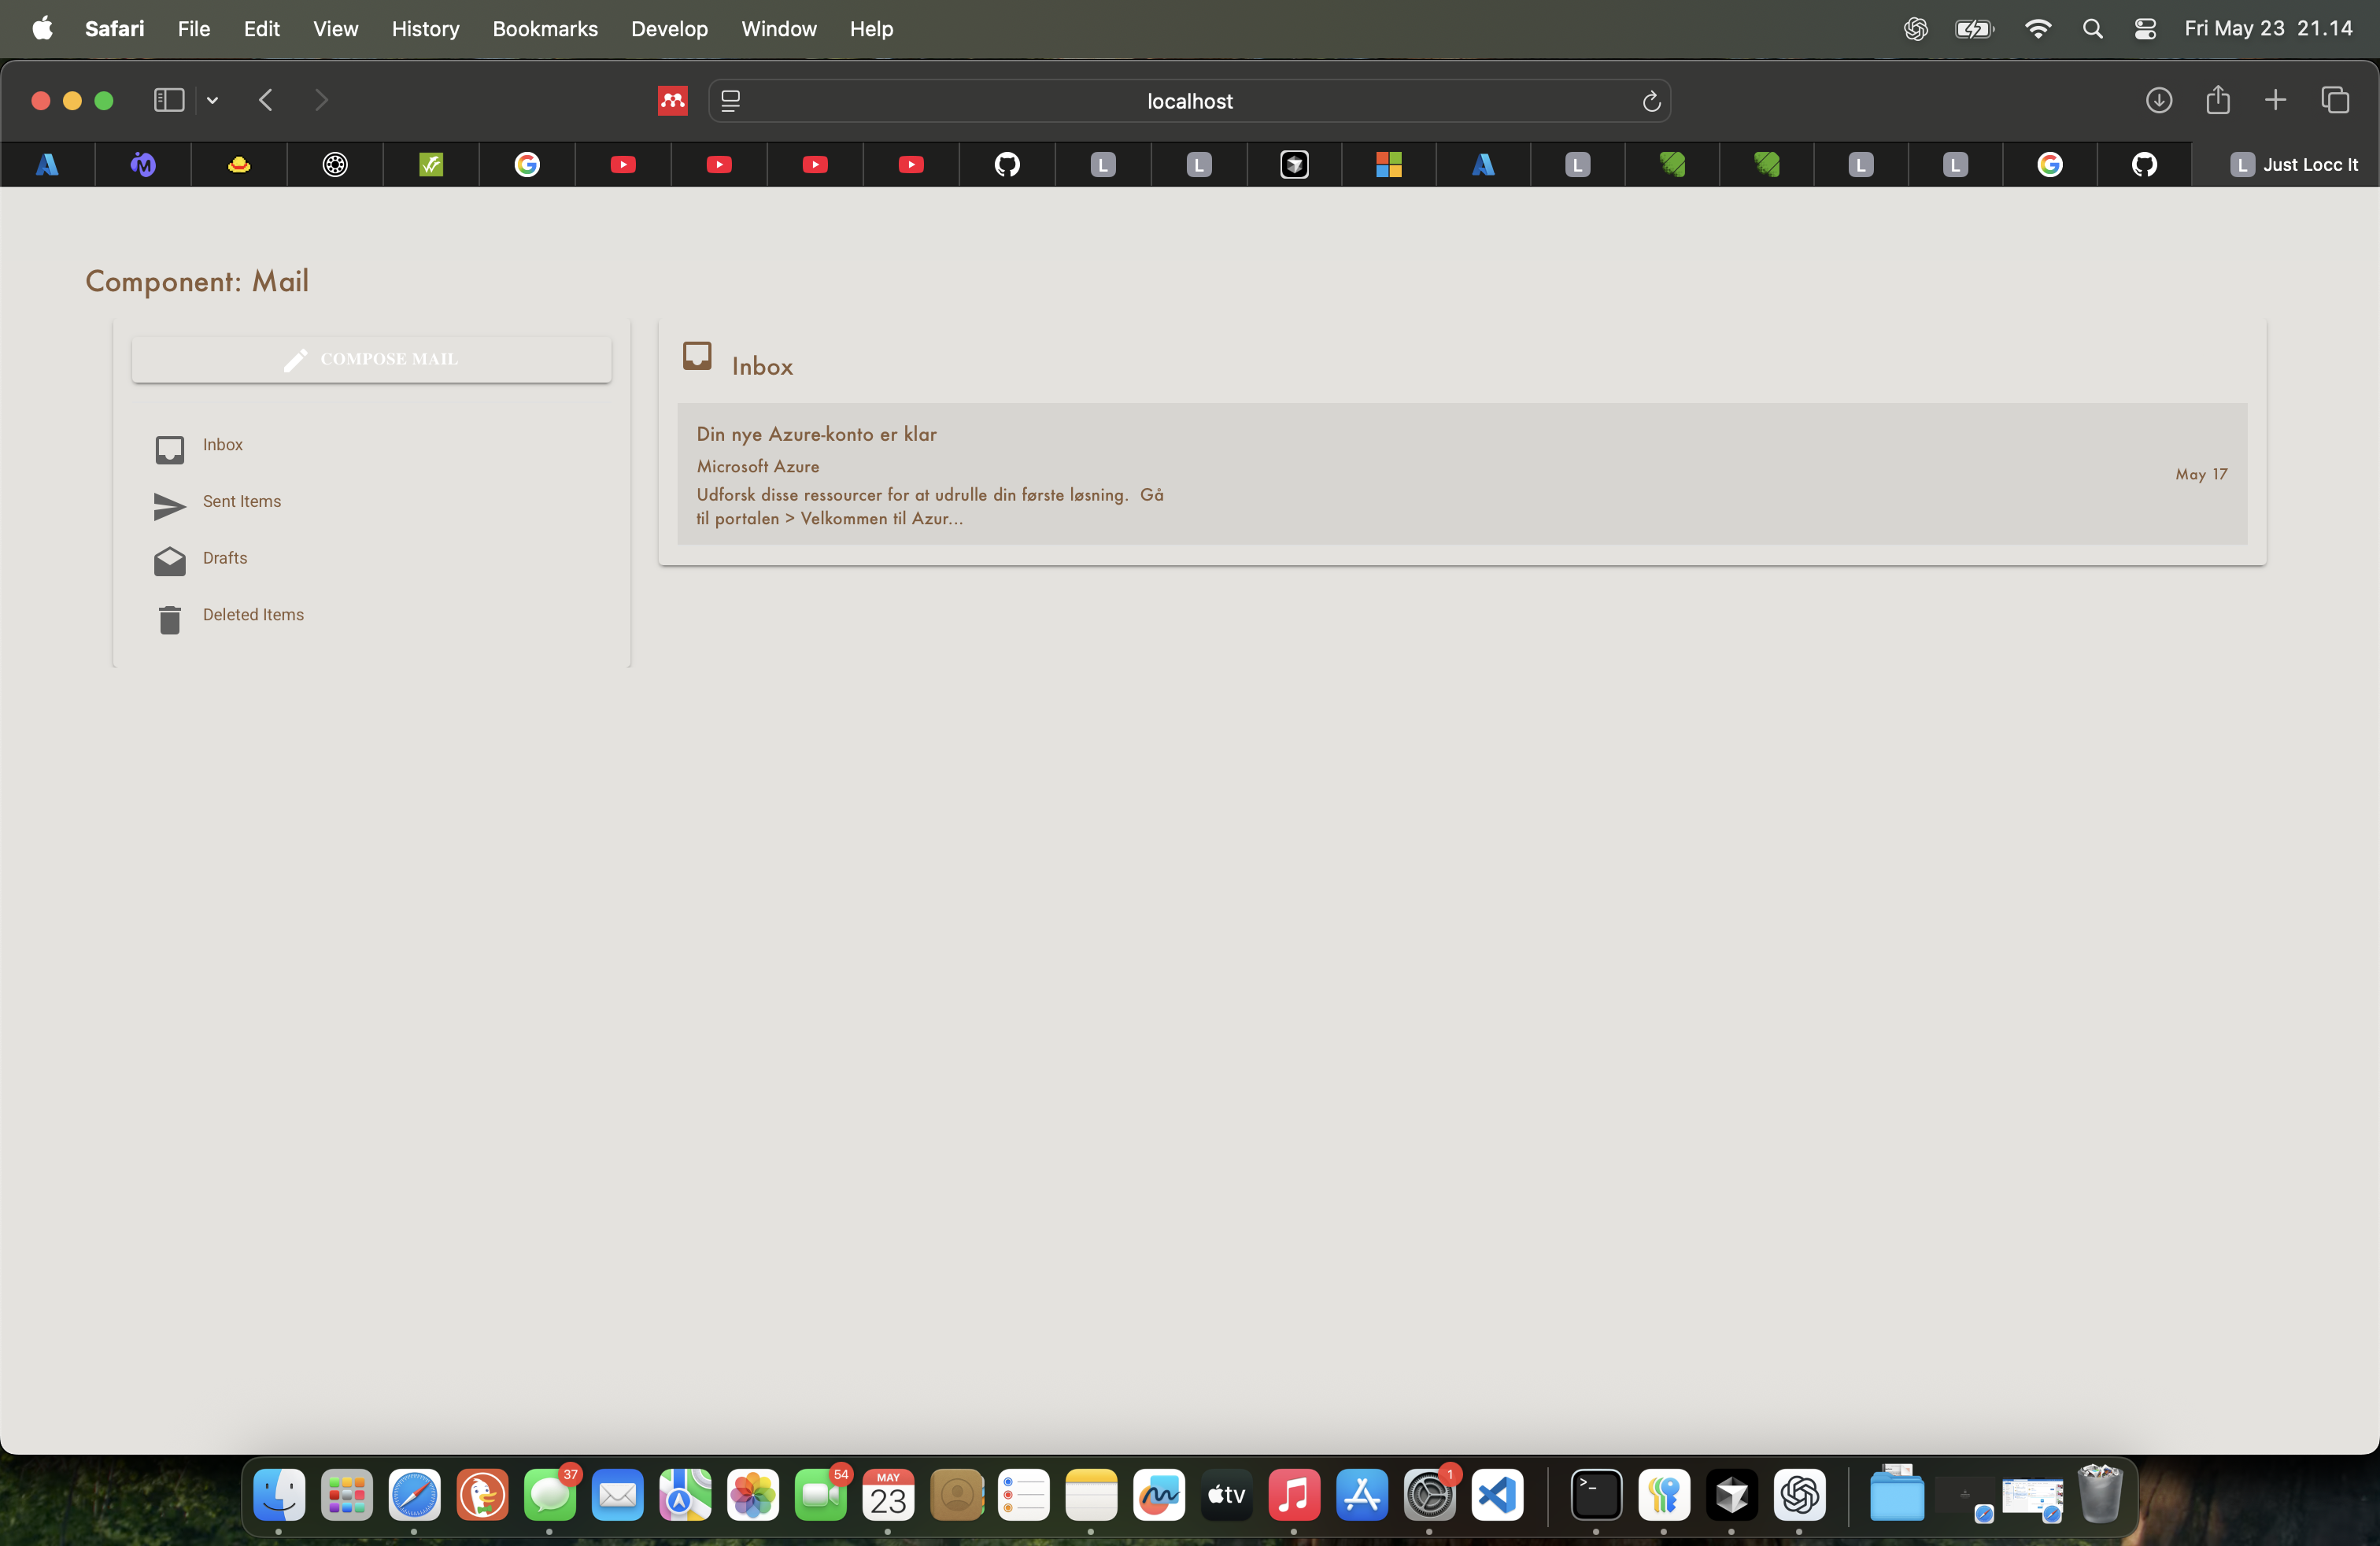 Safari File Edit View History Bookmarks Develop Window Help Fri May 23 21.14
localhost
M G L L L L L G L Just Locc It
Component: Mail
COMPOSE MAIL
Inbox
Sent Items
Drafts
Deleted Items
Inbox
Din nye Azure-konto er klar
Microsoft Azure
May 17
Udforsk disse ressourcer for at udrulle din første løsning. Gå
til portalen > Velkommen til Azur...
37 54 MAY 23 tv 1 >_